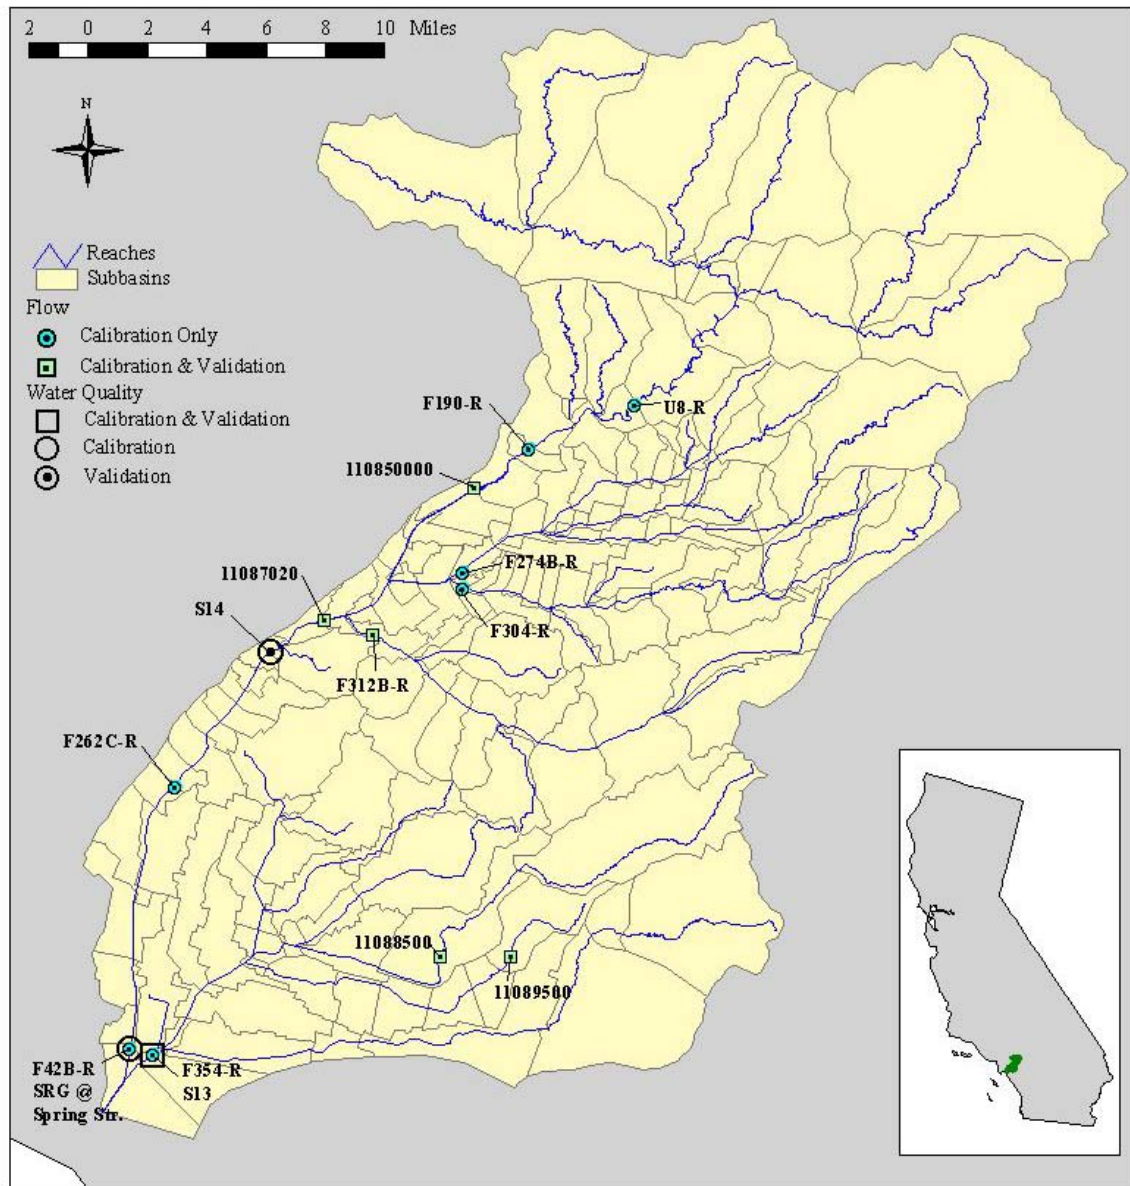 2 0 2 4 6 8 10 Miles
N
Reaches
Subbasins
Flow
Calibration Only
Calibration & Validation
Water Quality
Calibration & Validation
Calibration
Validation
F190-R
U8-R
110850000
F274B-R
11087020
S14
F304-R
F312B-R
F262C-R
11088500
11089500
F42B-R
SRG @
Spring Str.
F354-R
S13